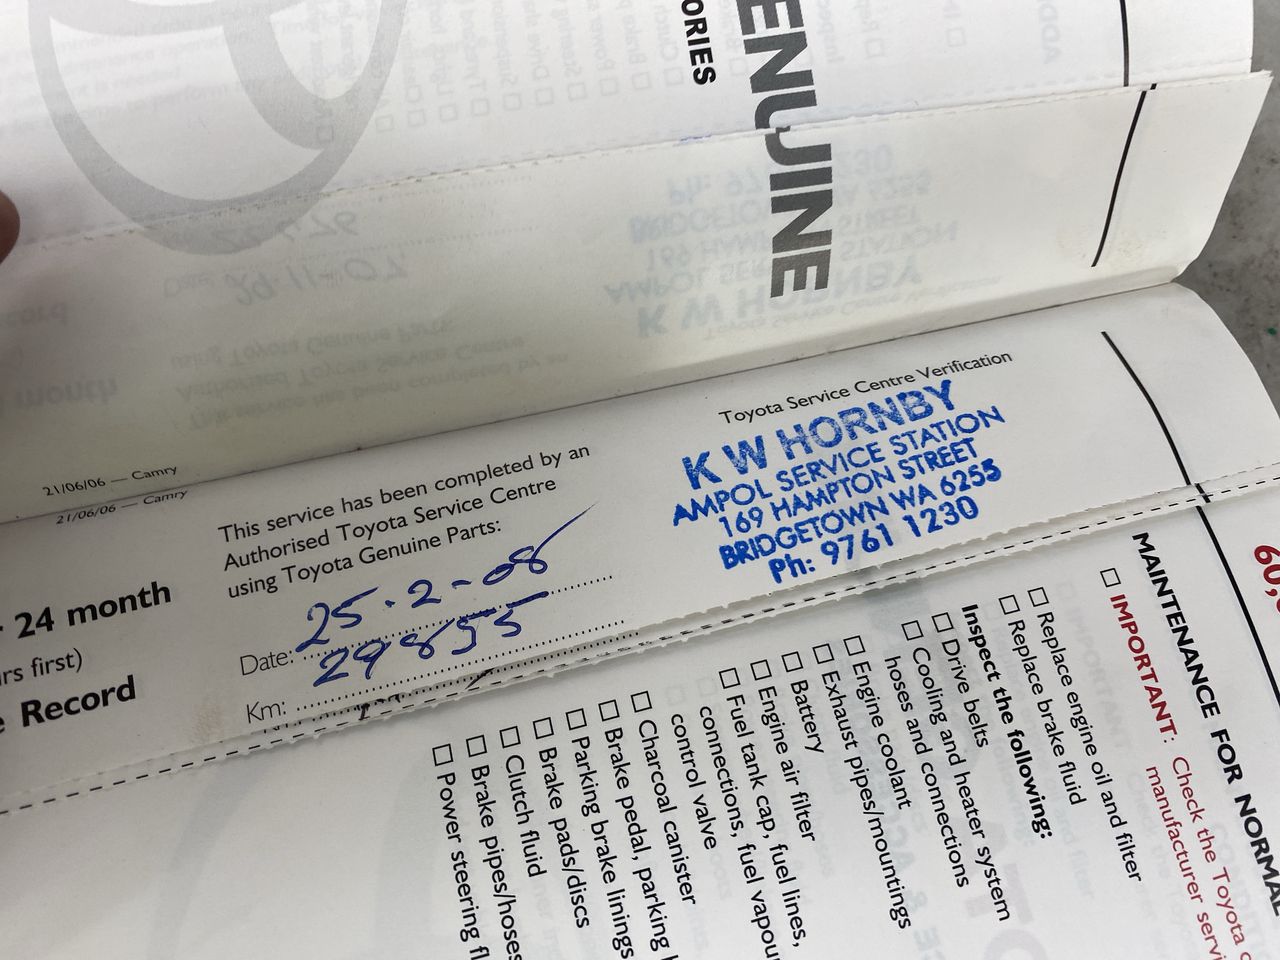 ORIES
ENUINE
21/06/06 — Camry
21/06/06 — Camry
24 month
rs first)
Record
This service has been completed by an
Authorised Toyota Service Centre
using Toyota Genuine Parts:
Date: 25-2-08
Km: 29855
Toyota Service Centre Verification
K W HORNBY
AMPOL SERVICE STATION
169 HAMPTON STREET
BRIDGETOWN WA 6255
Ph: 9761 1230
60,
MAINTENANCE FOR NORMAL
☐ IMPORTANT: Check the Toyota
manufacturer servi
☐ Replace engine oil and filter
☐ Replace brake fluid
Inspect the following:
☐ Drive belts
☐ Cooling and heater system
hoses and connections
☐ Engine coolant
☐ Exhaust pipes/mountings
☐ Battery
☐ Engine air filter
☐ Fuel tank cap, fuel lines,
connections, fuel vapour
control valve
☐ Charcoal canister
☐ Brake pedal, parking
☐ Parking brake linings
☐ Brake pads/discs
☐ Clutch fluid
☐ Brake pipes/hoses
☐ Power steering fl